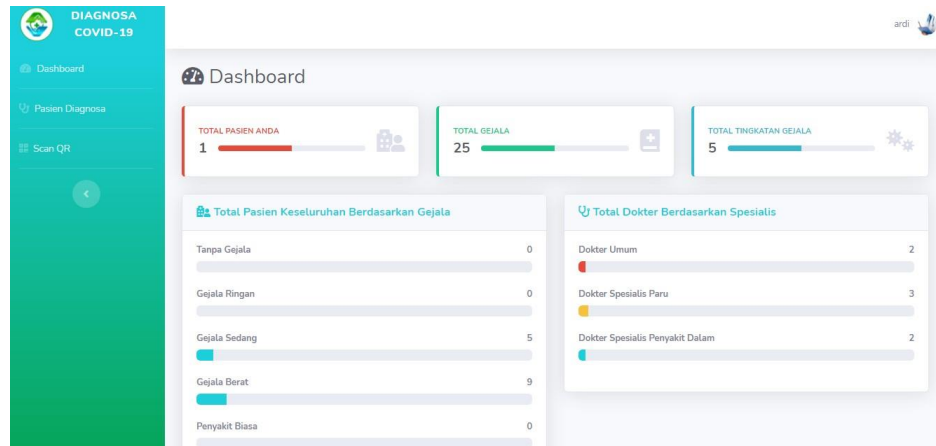 DIAGNOSA
COVID-19
ardi
Dashboard
Pasien Diagnosa
Scan QR
Dashboard
TOTAL PASIEN ANDA
1
TOTAL GEJALA
25
TOTAL TINGKATAN GEJALA
5
Total Pasien Keseluruhan Berdasarkan Gejala
Tanpa Gejala 0
Gejala Ringan 0
Gejala Sedang 5
Gejala Berat 9
Penyakit Biasa 0
Total Dokter Berdasarkan Spesialis
Dokter Umum 2
Dokter Spesialis Paru 3
Dokter Spesialis Penyakit Dalam 2